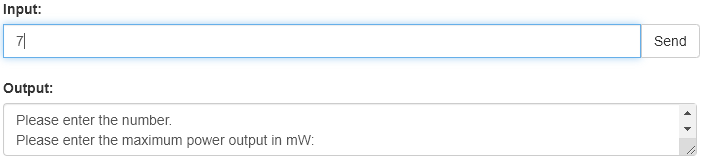 Input:
7
Send
Output:
Please enter the number.
Please enter the maximum power output in mW: